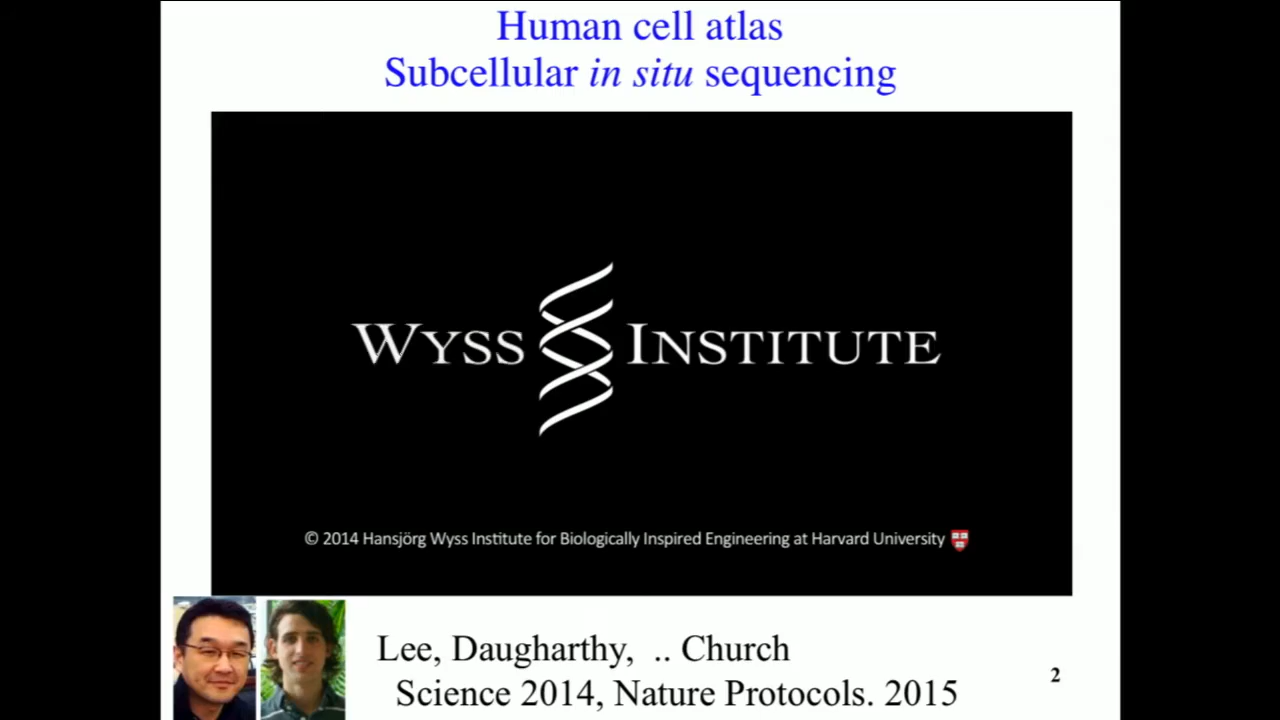 Human cell atlas
Subcellular in situ sequencing
WYSS INSTITUTE
© 2014 Hansjörg Wyss Institute for Biologically Inspired Engineering at Harvard University
Lee, Daugharthy, .. Church
Science 2014, Nature Protocols. 2015
2